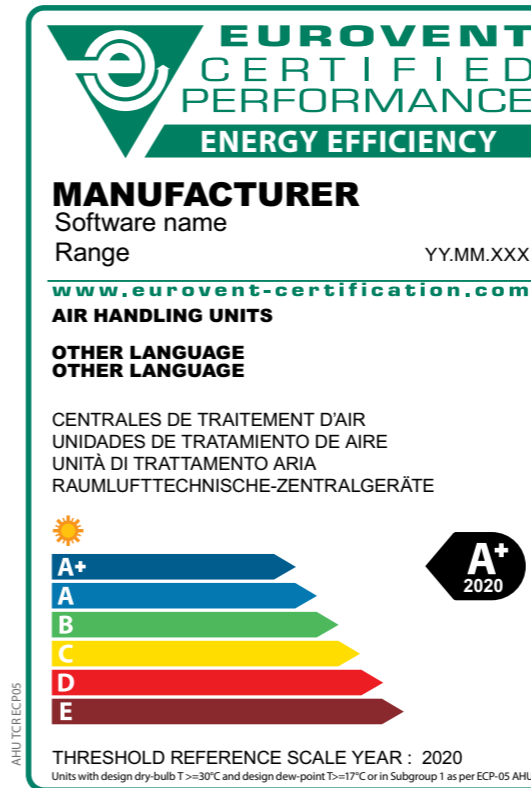 EUROVENT
CERTIFIED
PERFORMANCE
ENERGY EFFICIENCY
MANUFACTURER
Software name
Range YY.MM.XXX
www.eurovent-certification.com
AIR HANDLING UNITS
OTHER LANGUAGE
OTHER LANGUAGE
CENTRALES DE TRAITEMENT D'AIR
UNIDADES DE TRATAMIENTO DE AIRE
UNITÀ DI TRATTAMENTO ARIA
RAUMLUFTTECHNISCHE-ZENTRALGERÄTE
A+
A
B
C
D
E
A+
2020
THRESHOLD REFERENCE SCALE YEAR : 2020
Units with design dry-bulb T >=30°C and design dew-point T>=17°C or in Subgroup 1 as per ECP-05 AHU
AHU TCR ECP05